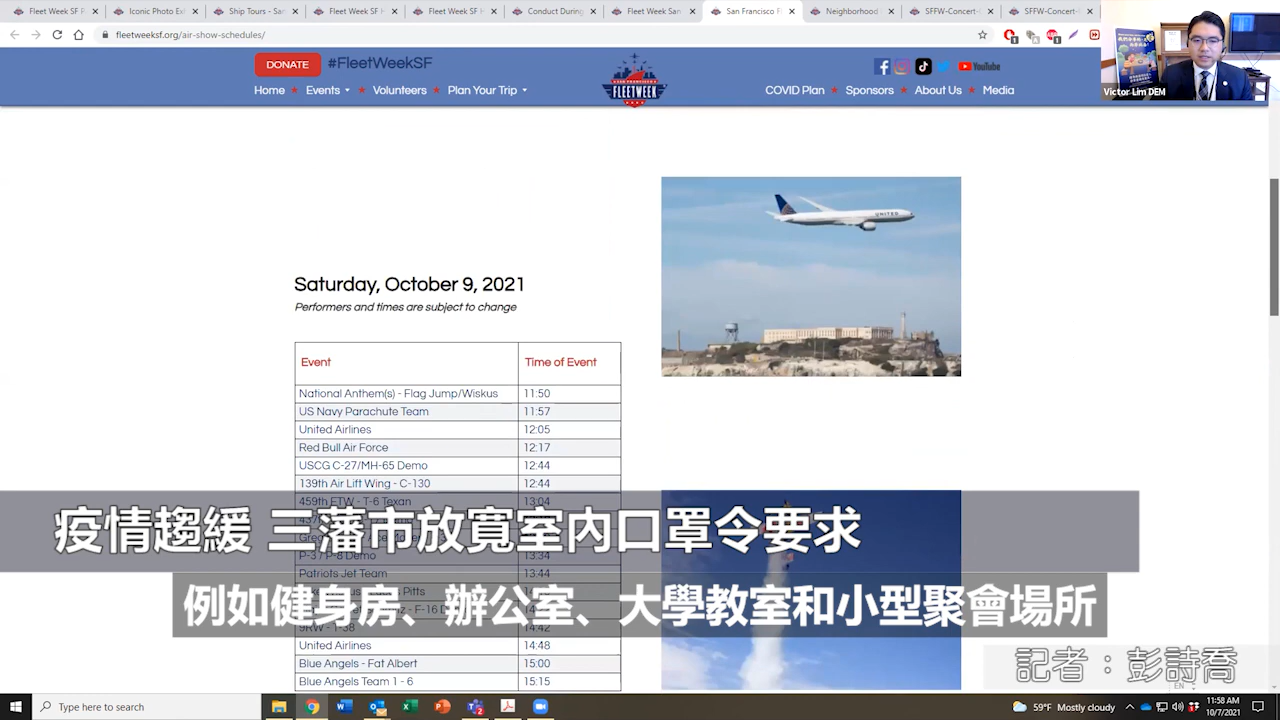 Fleet Week SF P
Iconic Photo Ex
Ship Tours - San
Fleet Week SF H
Fleet Week SF H
Conduct During
Fleet Week San
San Francisco F
Neighborhood
SFFW-Concert-
SFFW-Concert-
fleetweeksf.org/air-show-schedules/
DONATE #FleetWeekSF
YouTube
Home Events Volunteers Plan Your Trip
SAN FRANCISCO
FLEETWEEK
COVID Plan Sponsors About Us Media
Victor Lim DEM
UNITED
Saturday, October 9, 2021
Performers and times are subject to change
Event Time of Event
National Anthem(s) - Flag Jump/Wiskus 11:50
US Navy Parachute Team 11:57
United Airlines 12:05
Red Bull Air Force 12:17
USCG C-27/MH-65 Demo 12:44
139th Air Lift Wing - C-130 12:44
459th FTW - T-6 Texan 13:04
疫情趨緩 三藩市放寬室內口罩令要求
P-3 / P-8 Demo 13:34
Patriots Jet Team 13:44
例如健身房、辦公室、大學教室和小型聚會場所
9RW - T-38 14:42
United Airlines 14:48
Blue Angels - Fat Albert 15:00
Blue Angels Team 1 - 6 15:15
記者：彭詩喬
EN
Type here to search
59°F Mostly cloudy
11:58 AM
10/7/2021